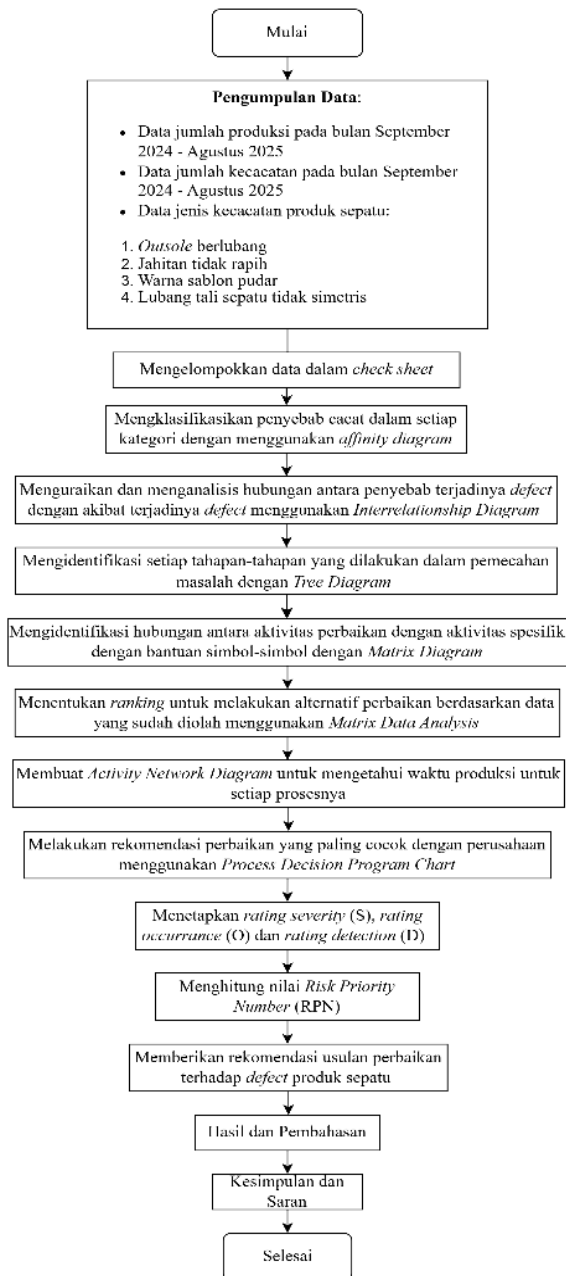 Mulai
Pengumpulan Data:
• Data jumlah produksi pada bulan September
2024 - Agustus 2025
• Data jumlah kecacatan pada bulan September
2024 - Agustus 2025
• Data jenis kecacatan produk sepatu:
1. Outsole berlubang
2. Jahitan tidak rapih
3. Warna sablon pudar
4. Lubang tali sepatu tidak simetris
Mengelompokkan data dalam check sheet
Mengklasifikasikan penyebab cacat dalam setiap
kategori dengan menggunakan affinity diagram
Menguraikan dan menganalisis hubungan antara penyebab terjadinya defect
dengan akibat terjadinya defect menggunakan Interrelationship Diagram
Mengidentifikasi setiap tahapan-tahapan yang dilakukan dalam pemecahan
masalah dengan Tree Diagram
Mengidentifikasi hubungan antara aktivitas perbaikan dengan aktivitas spesifik
dengan bantuan simbol-simbol dengan Matrix Diagram
Menentukan ranking untuk melakukan alternatif perbaikan berdasarkan data
yang sudah diolah menggunakan Matrix Data Analysis
Membuat Activity Network Diagram untuk mengetahui waktu produksi untuk
setiap prosesnya
Melakukan rekomendasi perbaikan yang paling cocok dengan perusahaan
menggunakan Process Decision Program Chart
Menetapkan rating severity (S), rating
occurrance (O) dan rating detection (D)
Menghitung nilai Risk Priority
Number (RPN)
Memberikan rekomendasi usulan perbaikan
terhadap defect produk sepatu
Hasil dan Pembahasan
Kesimpulan dan
Saran
Selesai